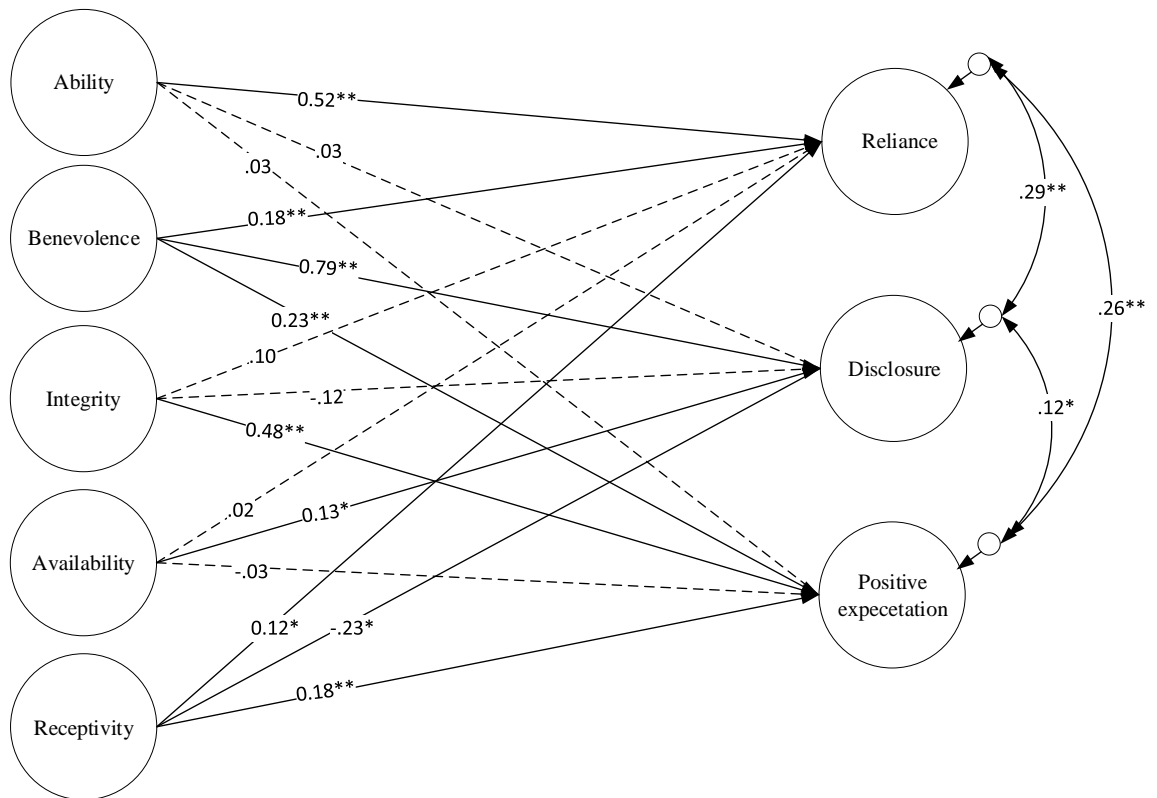 Ability
Benevolence
Integrity
Availability
Receptivity
0.52**
.03
.03
0.18**
0.79**
0.23**
.10
-.12
0.48**
.02
0.13*
-.03
0.12*
-.23*
0.18**
Reliance
Disclosure
Positive
expecetation
.29**
.26**
.12*